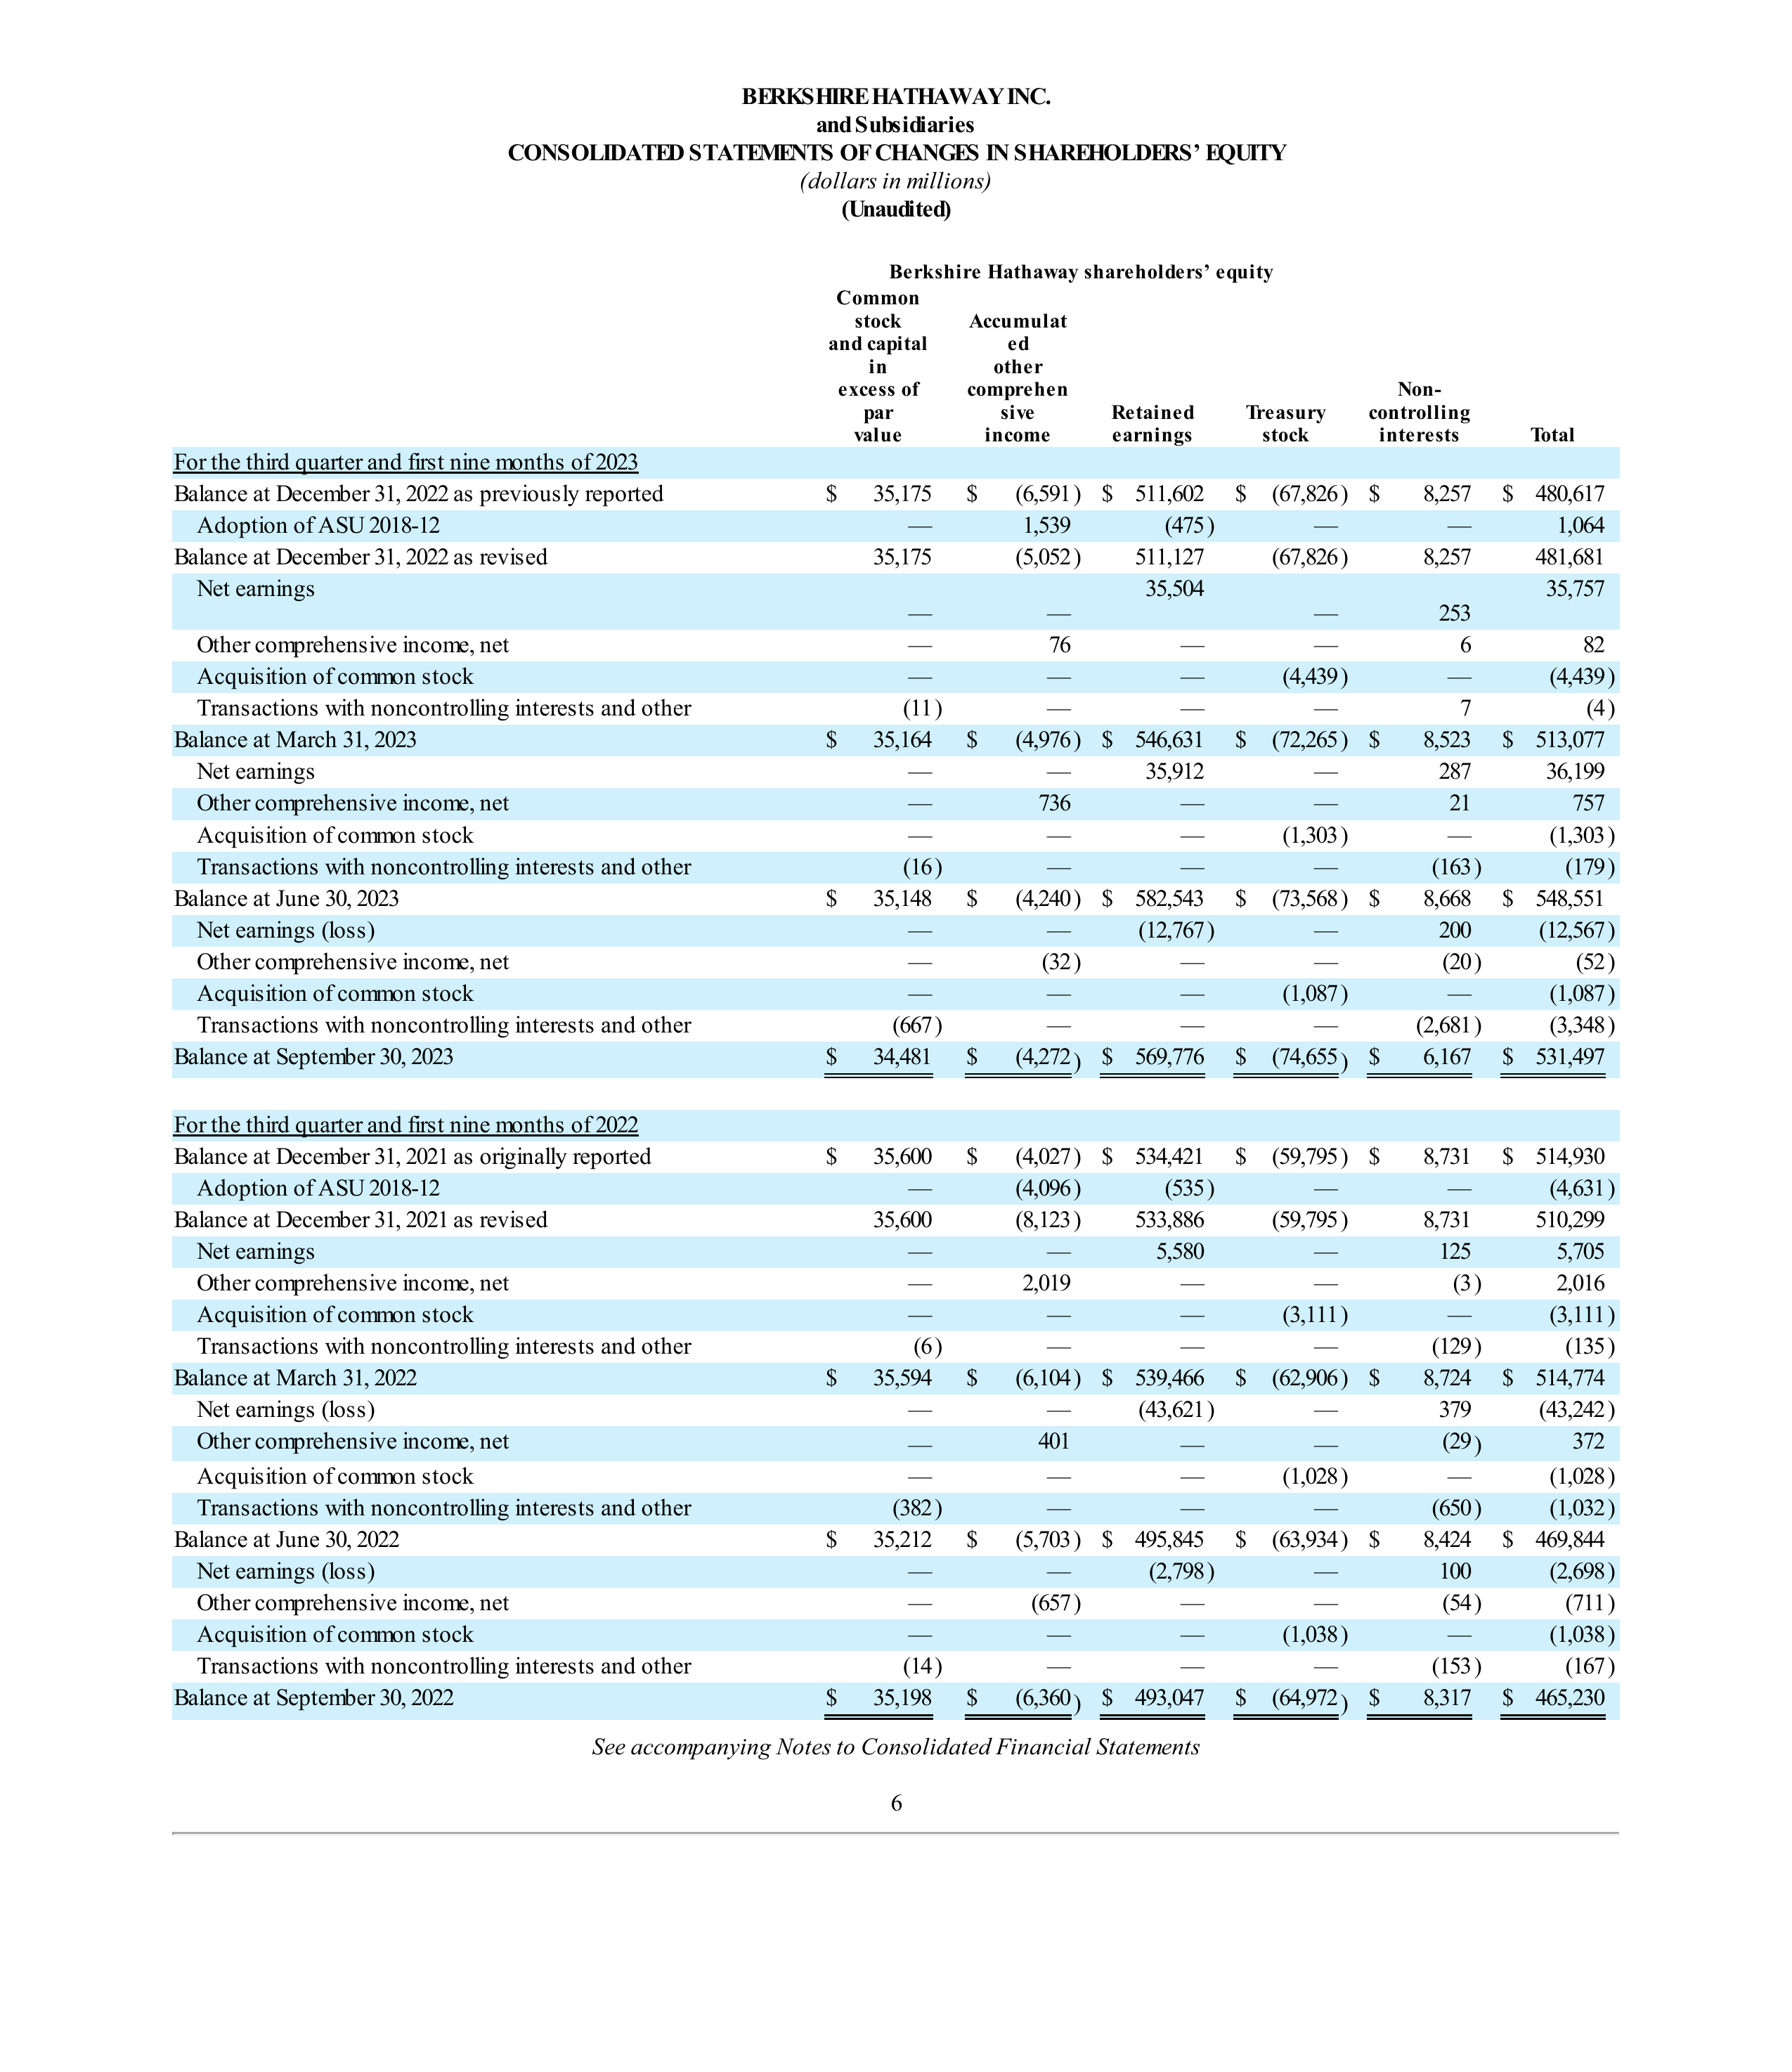 BERKSHIRE HATHAWAY INC.
and Subsidiaries
CONSOLIDATED STATEMENTS OF CHANGES IN SHAREHOLDERS’ EQUITY
(dollars in millions)
(Unaudited)
Berkshire Hathaway shareholders’ equity
Common
stock Accumulat
and capital ed
in other
excess of comprehen Non-
par sive Retained Treasury controlling
value income earnings stock interests Total
For the third quarter and first nine months of 2023
Balance at December 31, 2022 as previously reported $ 35,175 $ (6,591) $ 511,602 $ (67,826) $ 8,257 $ 480,617
Adoption of ASU 2018-12 — 1,539 (475) — — 1,064
Balance at December 31, 2022 as revised 35,175 (5,052) 511,127 (67,826) 8,257 481,681
Net earnings 35,504 35,757
— — — 253
Other comprehensive income, net — 76 — — 6 82
Acquisition of common stock — — — (4,439) — (4,439)
Transactions with noncontrolling interests and other (11) — — — 7 (4)
Balance at March 31, 2023 $ 35,164 $ (4,976) $ 546,631 $ (72,265) $ 8,523 $ 513,077
Net earnings — — 35,912 — 287 36,199
Other comprehensive income, net — 736 — — 21 757
Acquisition of common stock — — — (1,303) — (1,303)
Transactions with noncontrolling interests and other (16) — — — (163) (179)
Balance at June 30, 2023 $ 35,148 $ (4,240) $ 582,543 $ (73,568) $ 8,668 $ 548,551
Net earnings (loss) — — (12,767) — 200 (12,567)
Other comprehensive income, net — (32) — — (20) (52)
Acquisition of common stock — — — (1,087) — (1,087)
Transactions with noncontrolling interests and other (667) — — — (2,681) (3,348)
Balance at September 30, 2023 $ 34,481 $ (4,272) $ 569,776 $ (74,655) $ 6,167 $ 531,497
For the third quarter and first nine months of 2022
Balance at December 31, 2021 as originally reported $ 35,600 $ (4,027) $ 534,421 $ (59,795) $ 8,731 $ 514,930
Adoption of ASU 2018-12 — (4,096) (535) — — (4,631)
Balance at December 31, 2021 as revised 35,600 (8,123) 533,886 (59,795) 8,731 510,299
Net earnings — — 5,580 — 125 5,705
Other comprehensive income, net — 2,019 — — (3) 2,016
Acquisition of common stock — — — (3,111) — (3,111)
Transactions with noncontrolling interests and other (6) — — — (129) (135)
Balance at March 31, 2022 $ 35,594 $ (6,104) $ 539,466 $ (62,906) $ 8,724 $ 514,774
Net earnings (loss) — — (43,621) — 379 (43,242)
Other comprehensive income, net — 401 — — (29) 372
Acquisition of common stock — — — (1,028) — (1,028)
Transactions with noncontrolling interests and other (382) — — — (650) (1,032)
Balance at June 30, 2022 $ 35,212 $ (5,703) $ 495,845 $ (63,934) $ 8,424 $ 469,844
Net earnings (loss) — — (2,798) — 100 (2,698)
Other comprehensive income, net — (657) — — (54) (711)
Acquisition of common stock — — — (1,038) — (1,038)
Transactions with noncontrolling interests and other (14) — — — (153) (167)
Balance at September 30, 2022 $ 35,198 $ (6,360) $ 493,047 $ (64,972) $ 8,317 $ 465,230
See accompanying Notes to Consolidated Financial Statements
6